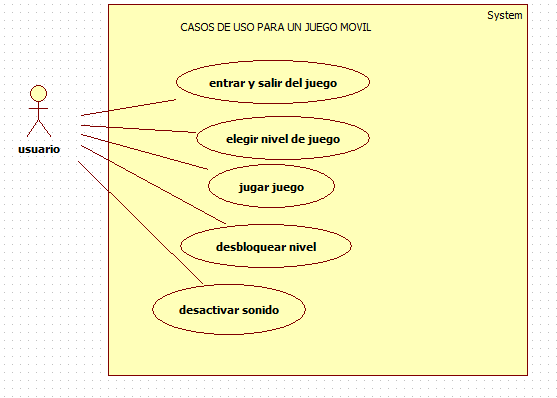 System
CASOS DE USO PARA UN JUEGO MOVIL
entrar y salir del juego
elegir nivel de juego
usuario
jugar juego
desbloquear nivel
desactivar sonido